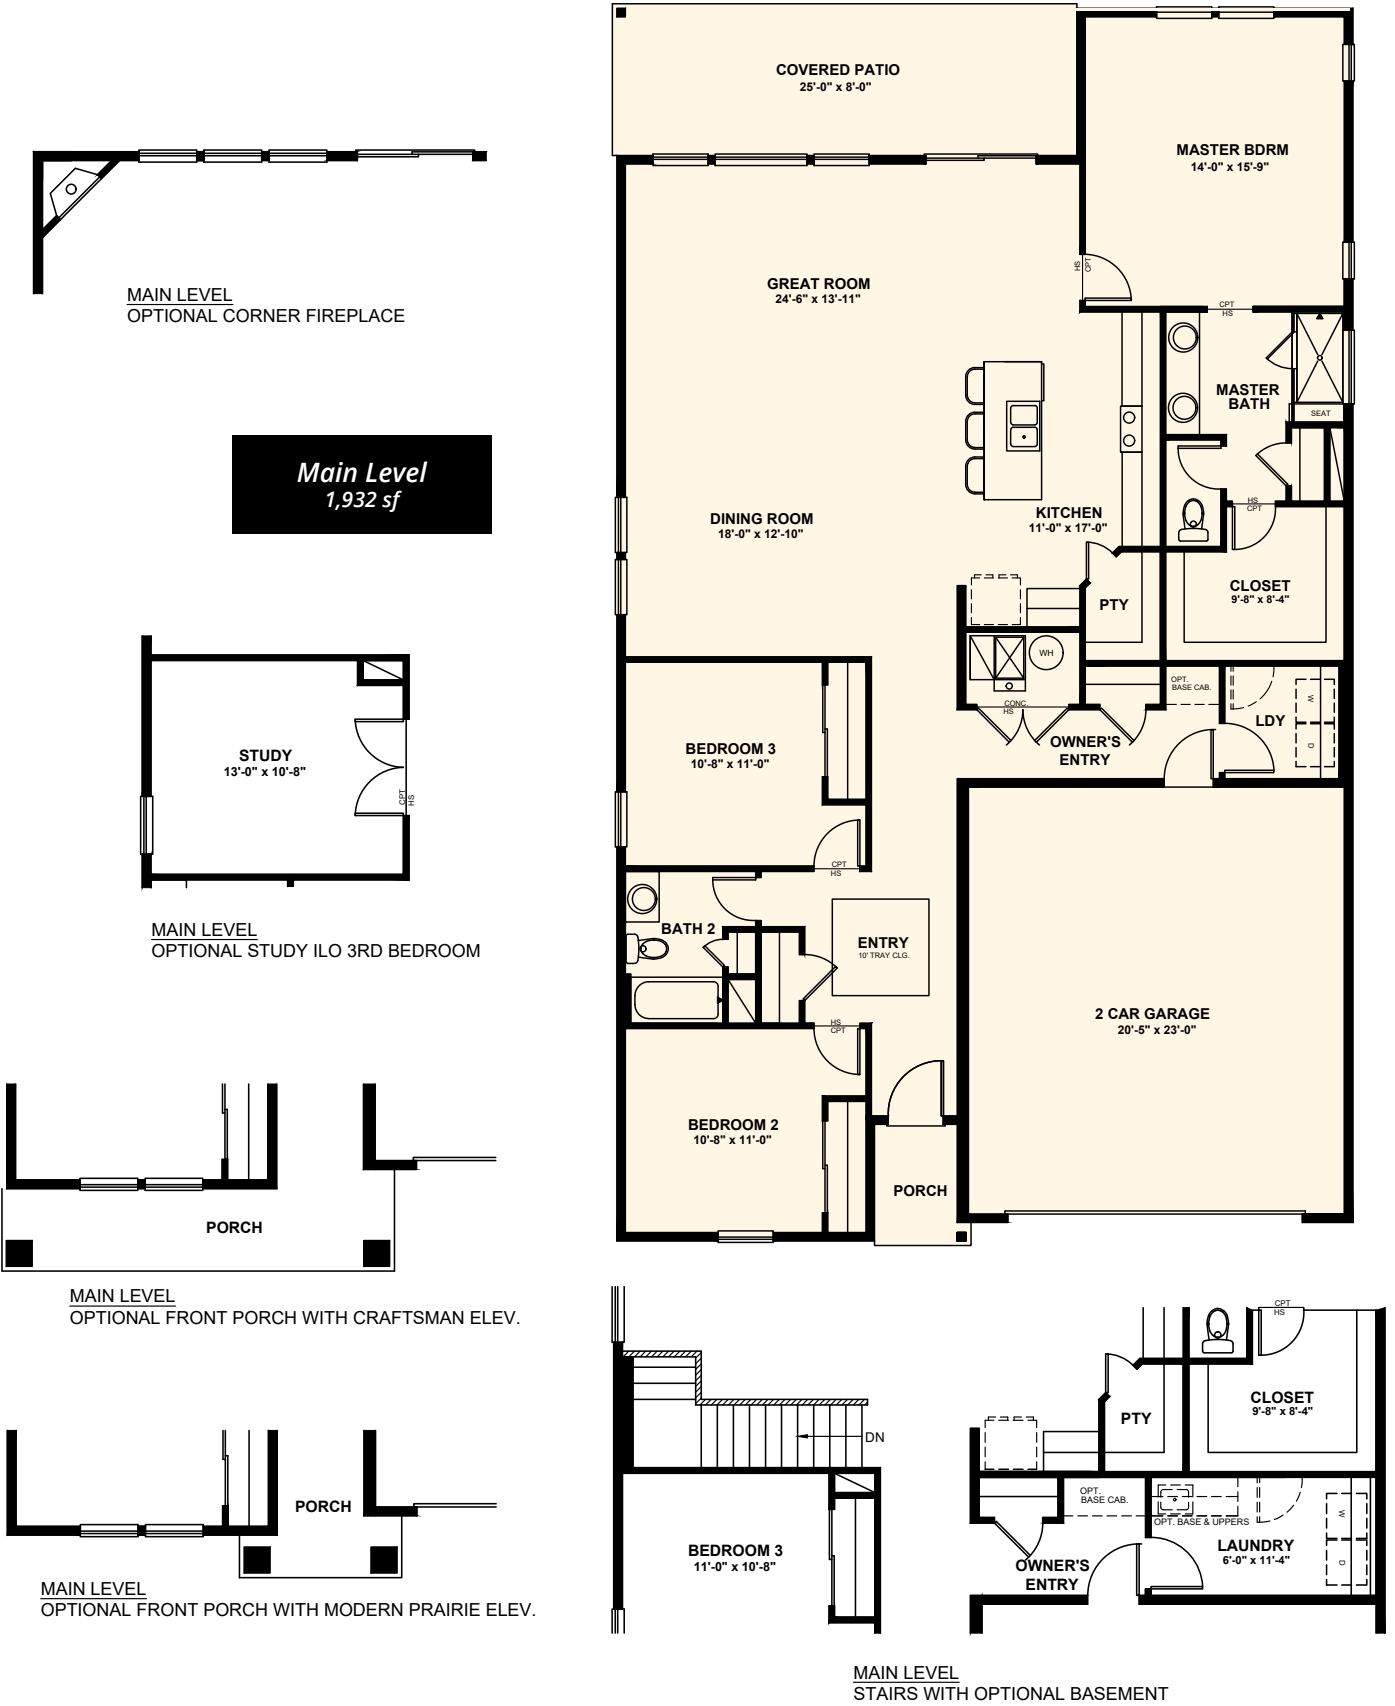 COVERED PATIO
25'-0" x 8'-0"
MASTER BDRM
14'-0" x 15'-9"
GREAT ROOM
24'-6" x 13'-11"
HS
CPT
CPT
HS
MASTER
BATH
SEAT
KITCHEN
11'-0" x 17'-0"
DINING ROOM
18'-0" x 12'-10"
HS
CPT
CLOSET
9'-8" x 8'-4"
PTY
WH
CONC.
HS
OPT.
BASE CAB.
W
D
LDY
OWNER'S
ENTRY
BEDROOM 3
10'-8" x 11'-0"
CPT
HS
BATH 2
ENTRY
10' TRAY CLG.
HS
CPT
2 CAR GARAGE
20'-5" x 23'-0"
BEDROOM 2
10'-8" x 11'-0"
PORCH
MAIN LEVEL
OPTIONAL CORNER FIREPLACE
Main Level
1,932 sf
STUDY
13'-0" x 10'-8"
CPT
HS
MAIN LEVEL
OPTIONAL STUDY ILO 3RD BEDROOM
PORCH
MAIN LEVEL
OPTIONAL FRONT PORCH WITH CRAFTSMAN ELEV.
PORCH
MAIN LEVEL
OPTIONAL FRONT PORCH WITH MODERN PRAIRIE ELEV.
DN
BEDROOM 3
11'-0" x 10'-8"
CPT
HS
CLOSET
9'-8" x 8'-4"
PTY
OPT.
BASE CAB.
OPT. BASE & UPPERS
W
D
LAUNDRY
6'-0" x 11'-4"
OWNER'S
ENTRY
MAIN LEVEL
STAIRS WITH OPTIONAL BASEMENT